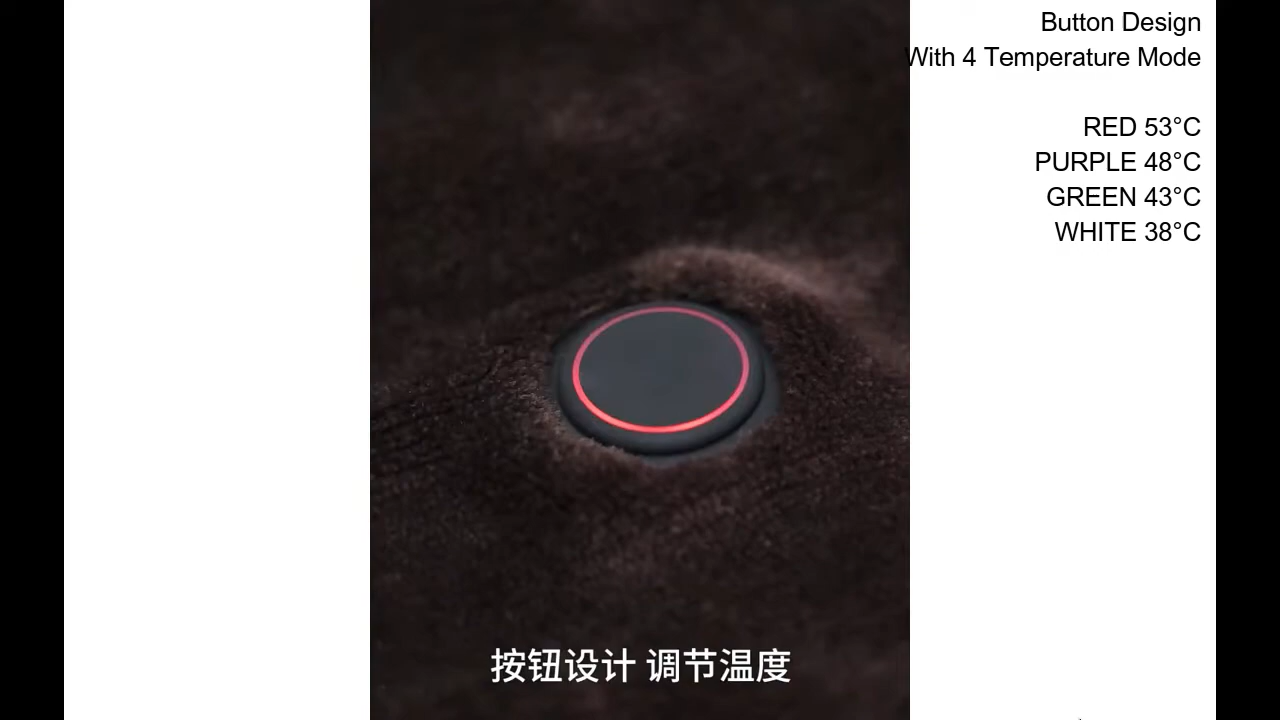 Button Design
With 4 Temperature Mode
RED 53°C
PURPLE 48°C
GREEN 43°C
WHITE 38°C
按钮设计 调节温度